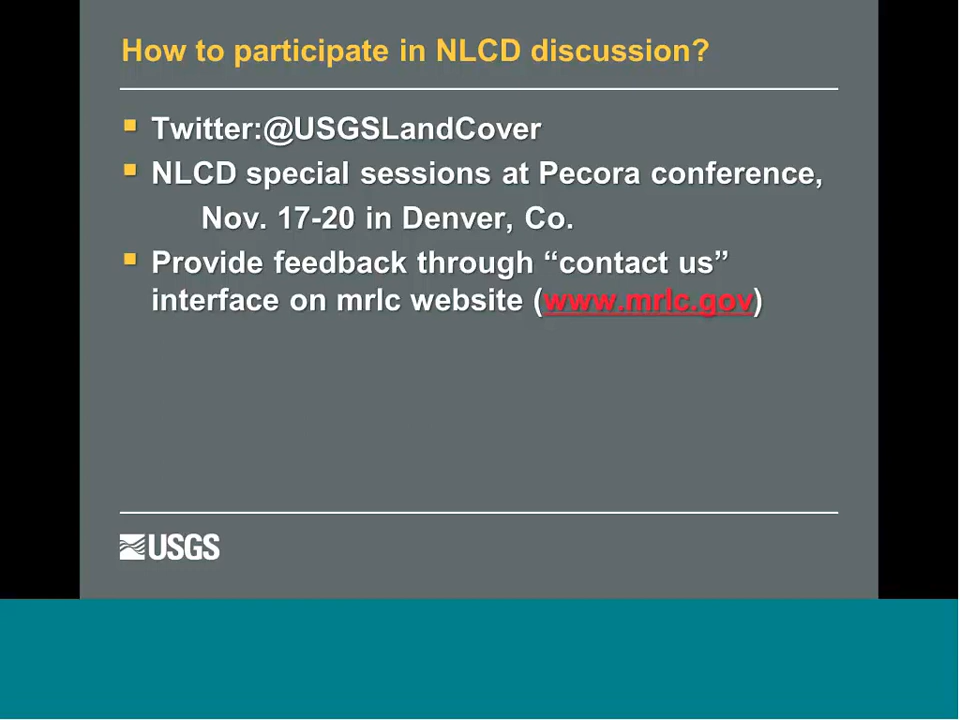 How to participate in NLCD discussion?
Twitter:@USGSLandCover
NLCD special sessions at Pecora conference,
Nov. 17-20 in Denver, Co.
Provide feedback through “contact us”
interface on mrlc website (www.mrlc.gov)
USGS